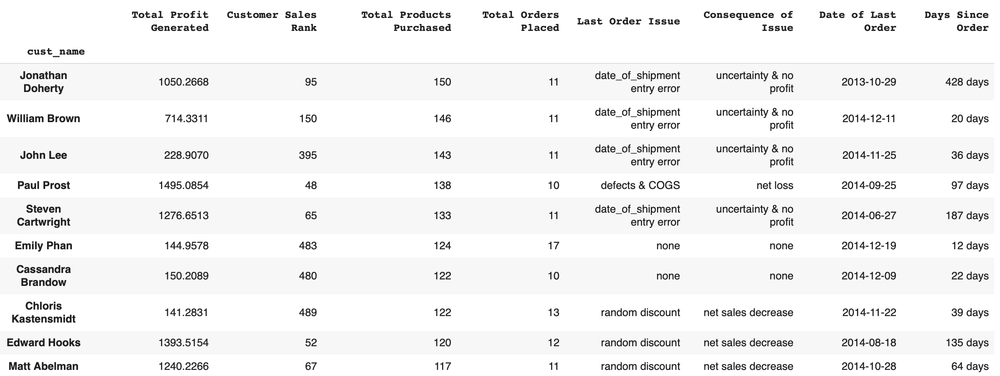 Total Profit Generated Customer Sales Rank Total Products Purchased Total Orders Placed Last Order Issue Consequence of Issue Date of Last Order Days Since Order
cust_name
Jonathan Doherty 1050.2668 95 150 11 date_of_shipment entry error uncertainty & no profit 2013-10-29 428 days
William Brown 714.3311 150 146 11 date_of_shipment entry error uncertainty & no profit 2014-12-11 20 days
John Lee 228.9070 395 143 11 date_of_shipment entry error uncertainty & no profit 2014-11-25 36 days
Paul Prost 1495.0854 48 138 10 defects & COGS net loss 2014-09-25 97 days
Steven Cartwright 1276.6513 65 133 11 date_of_shipment entry error uncertainty & no profit 2014-06-27 187 days
Emily Phan 144.9578 483 124 17 none none 2014-12-19 12 days
Cassandra Brandow 150.2089 480 122 10 none none 2014-12-09 22 days
Chloris Kastensmidt 141.2831 489 122 13 random discount net sales decrease 2014-11-22 39 days
Edward Hooks 1393.5154 52 120 12 random discount net sales decrease 2014-08-18 135 days
Matt Abelman 1240.2266 67 117 11 random discount net sales decrease 2014-10-28 64 days